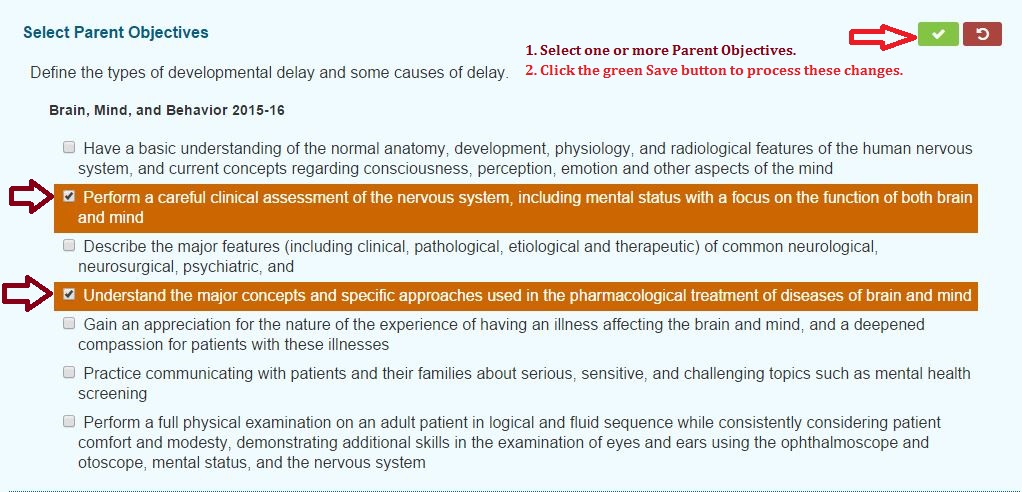 Select Parent Objectives
1. Select one or more Parent Objectives.
Define the types of developmental delay and some causes of delay.
2. Click the green Save button to process these changes.
Brain, Mind, and Behavior 2015-16
Have a basic understanding of the normal anatomy, development, physiology, and radiological features of the human nervous
system, and current concepts regarding consciousness, perception, emotion and other aspects of the mind
Perform a careful clinical assessment of the nervous system, including mental status with a focus on the function of both brain
and mind
Describe the major features (including clinical, pathological, etiological and therapeutic) of common neurological,
neurosurgical, psychiatric, and
Understand the major concepts and specific approaches used in the pharmacological treatment of diseases of brain and mind
Gain an appreciation for the nature of the experience of having an illness affecting the brain and mind, and a deepened
compassion for patients with these illnesses
Practice communicating with patients and their families about serious, sensitive, and challenging topics such as mental health
screening
Perform a full physical examination on an adult patient in logical and fluid sequence while consistently considering patient
comfort and modesty, demonstrating additional skills in the examination of eyes and ears using the ophthalmoscope and
otoscope, mental status, and the nervous system